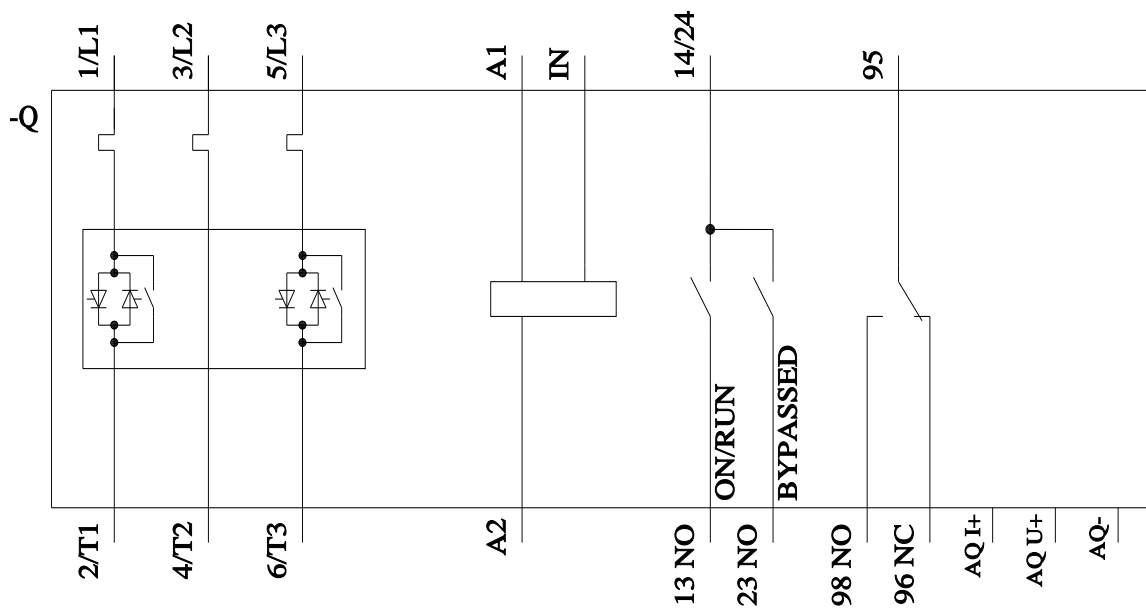 1/L1
3/L2
5/L3
A1
IN
14/24
95
-Q
ON/RUN
BYPASSED
2/T1
4/T2
6/T3
A2
13 NO
23 NO
98 NO
96 NC
AQ I+
AQ U+
AQ-